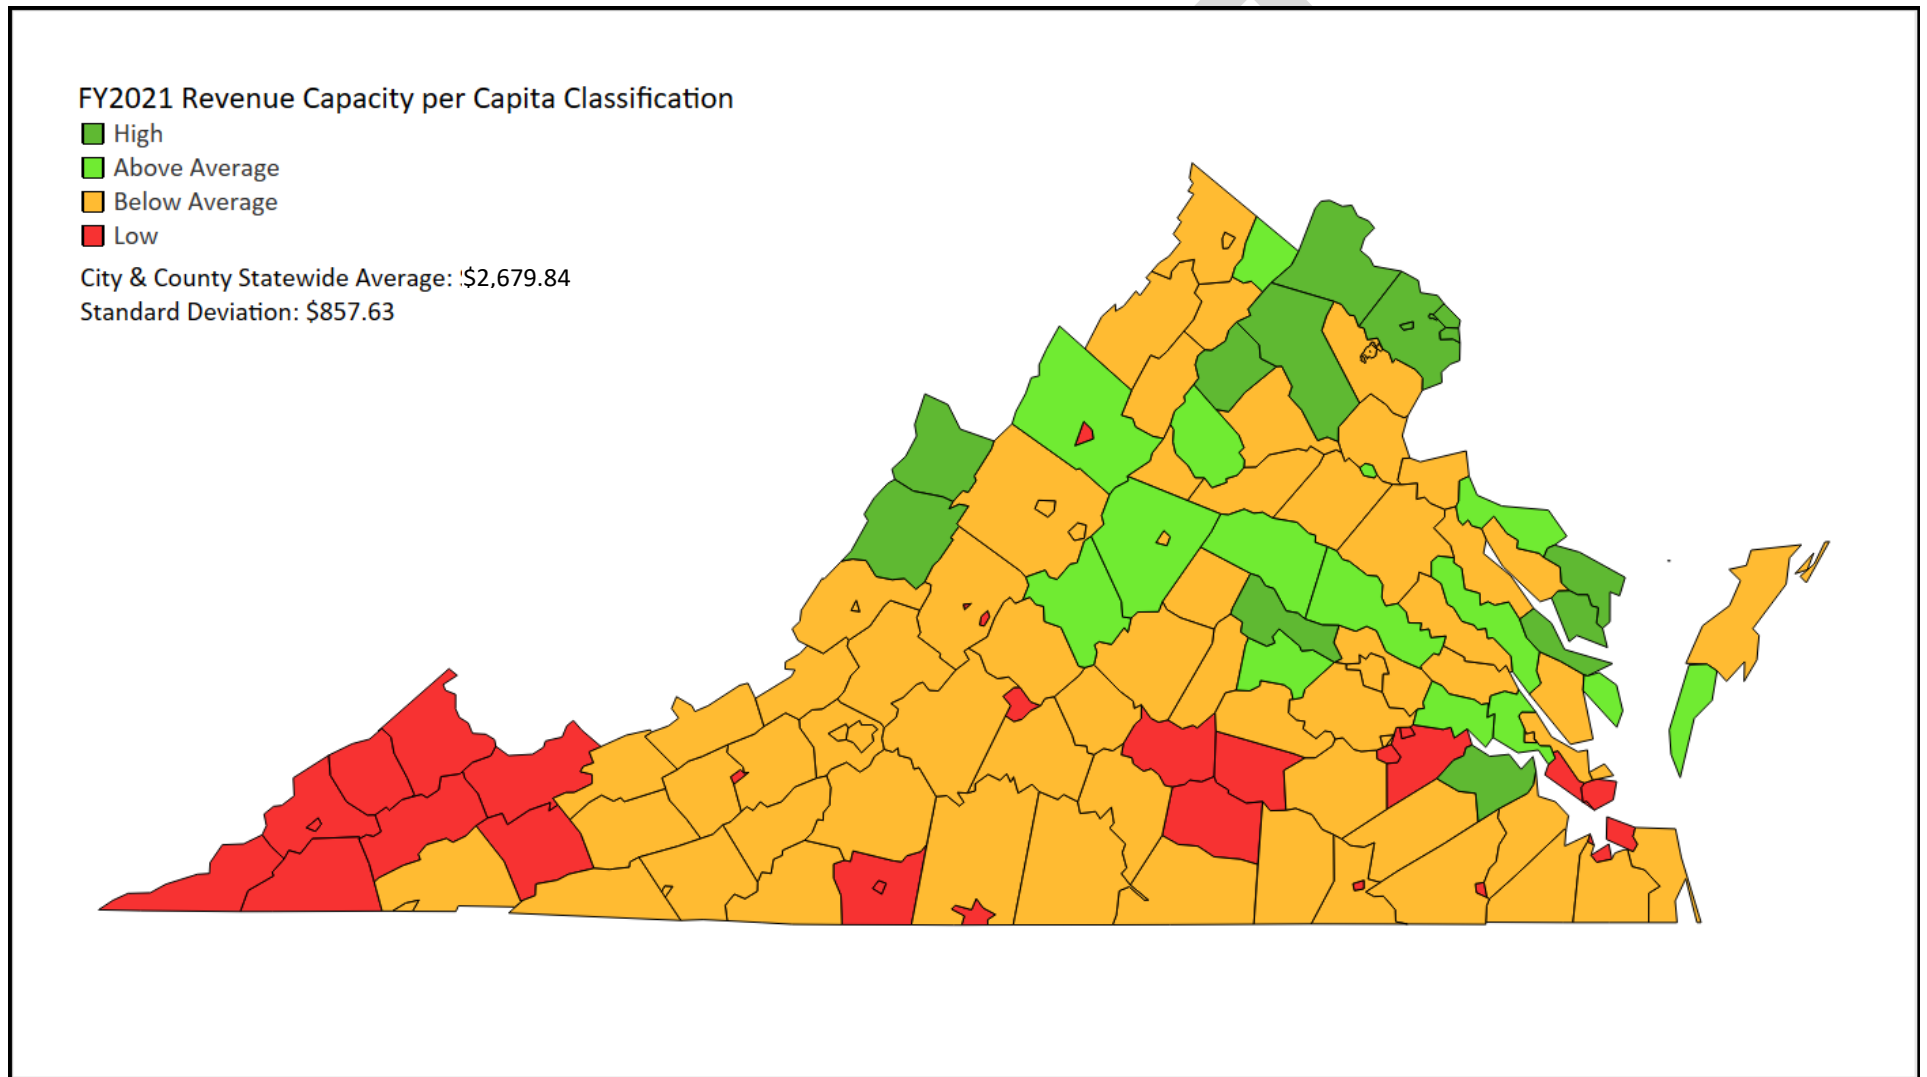 FY2021 Revenue Capacity per Capita Classification
High
Above Average
Below Average
Low
City & County Statewide Average: $2,679.84
Standard Deviation: $857.63